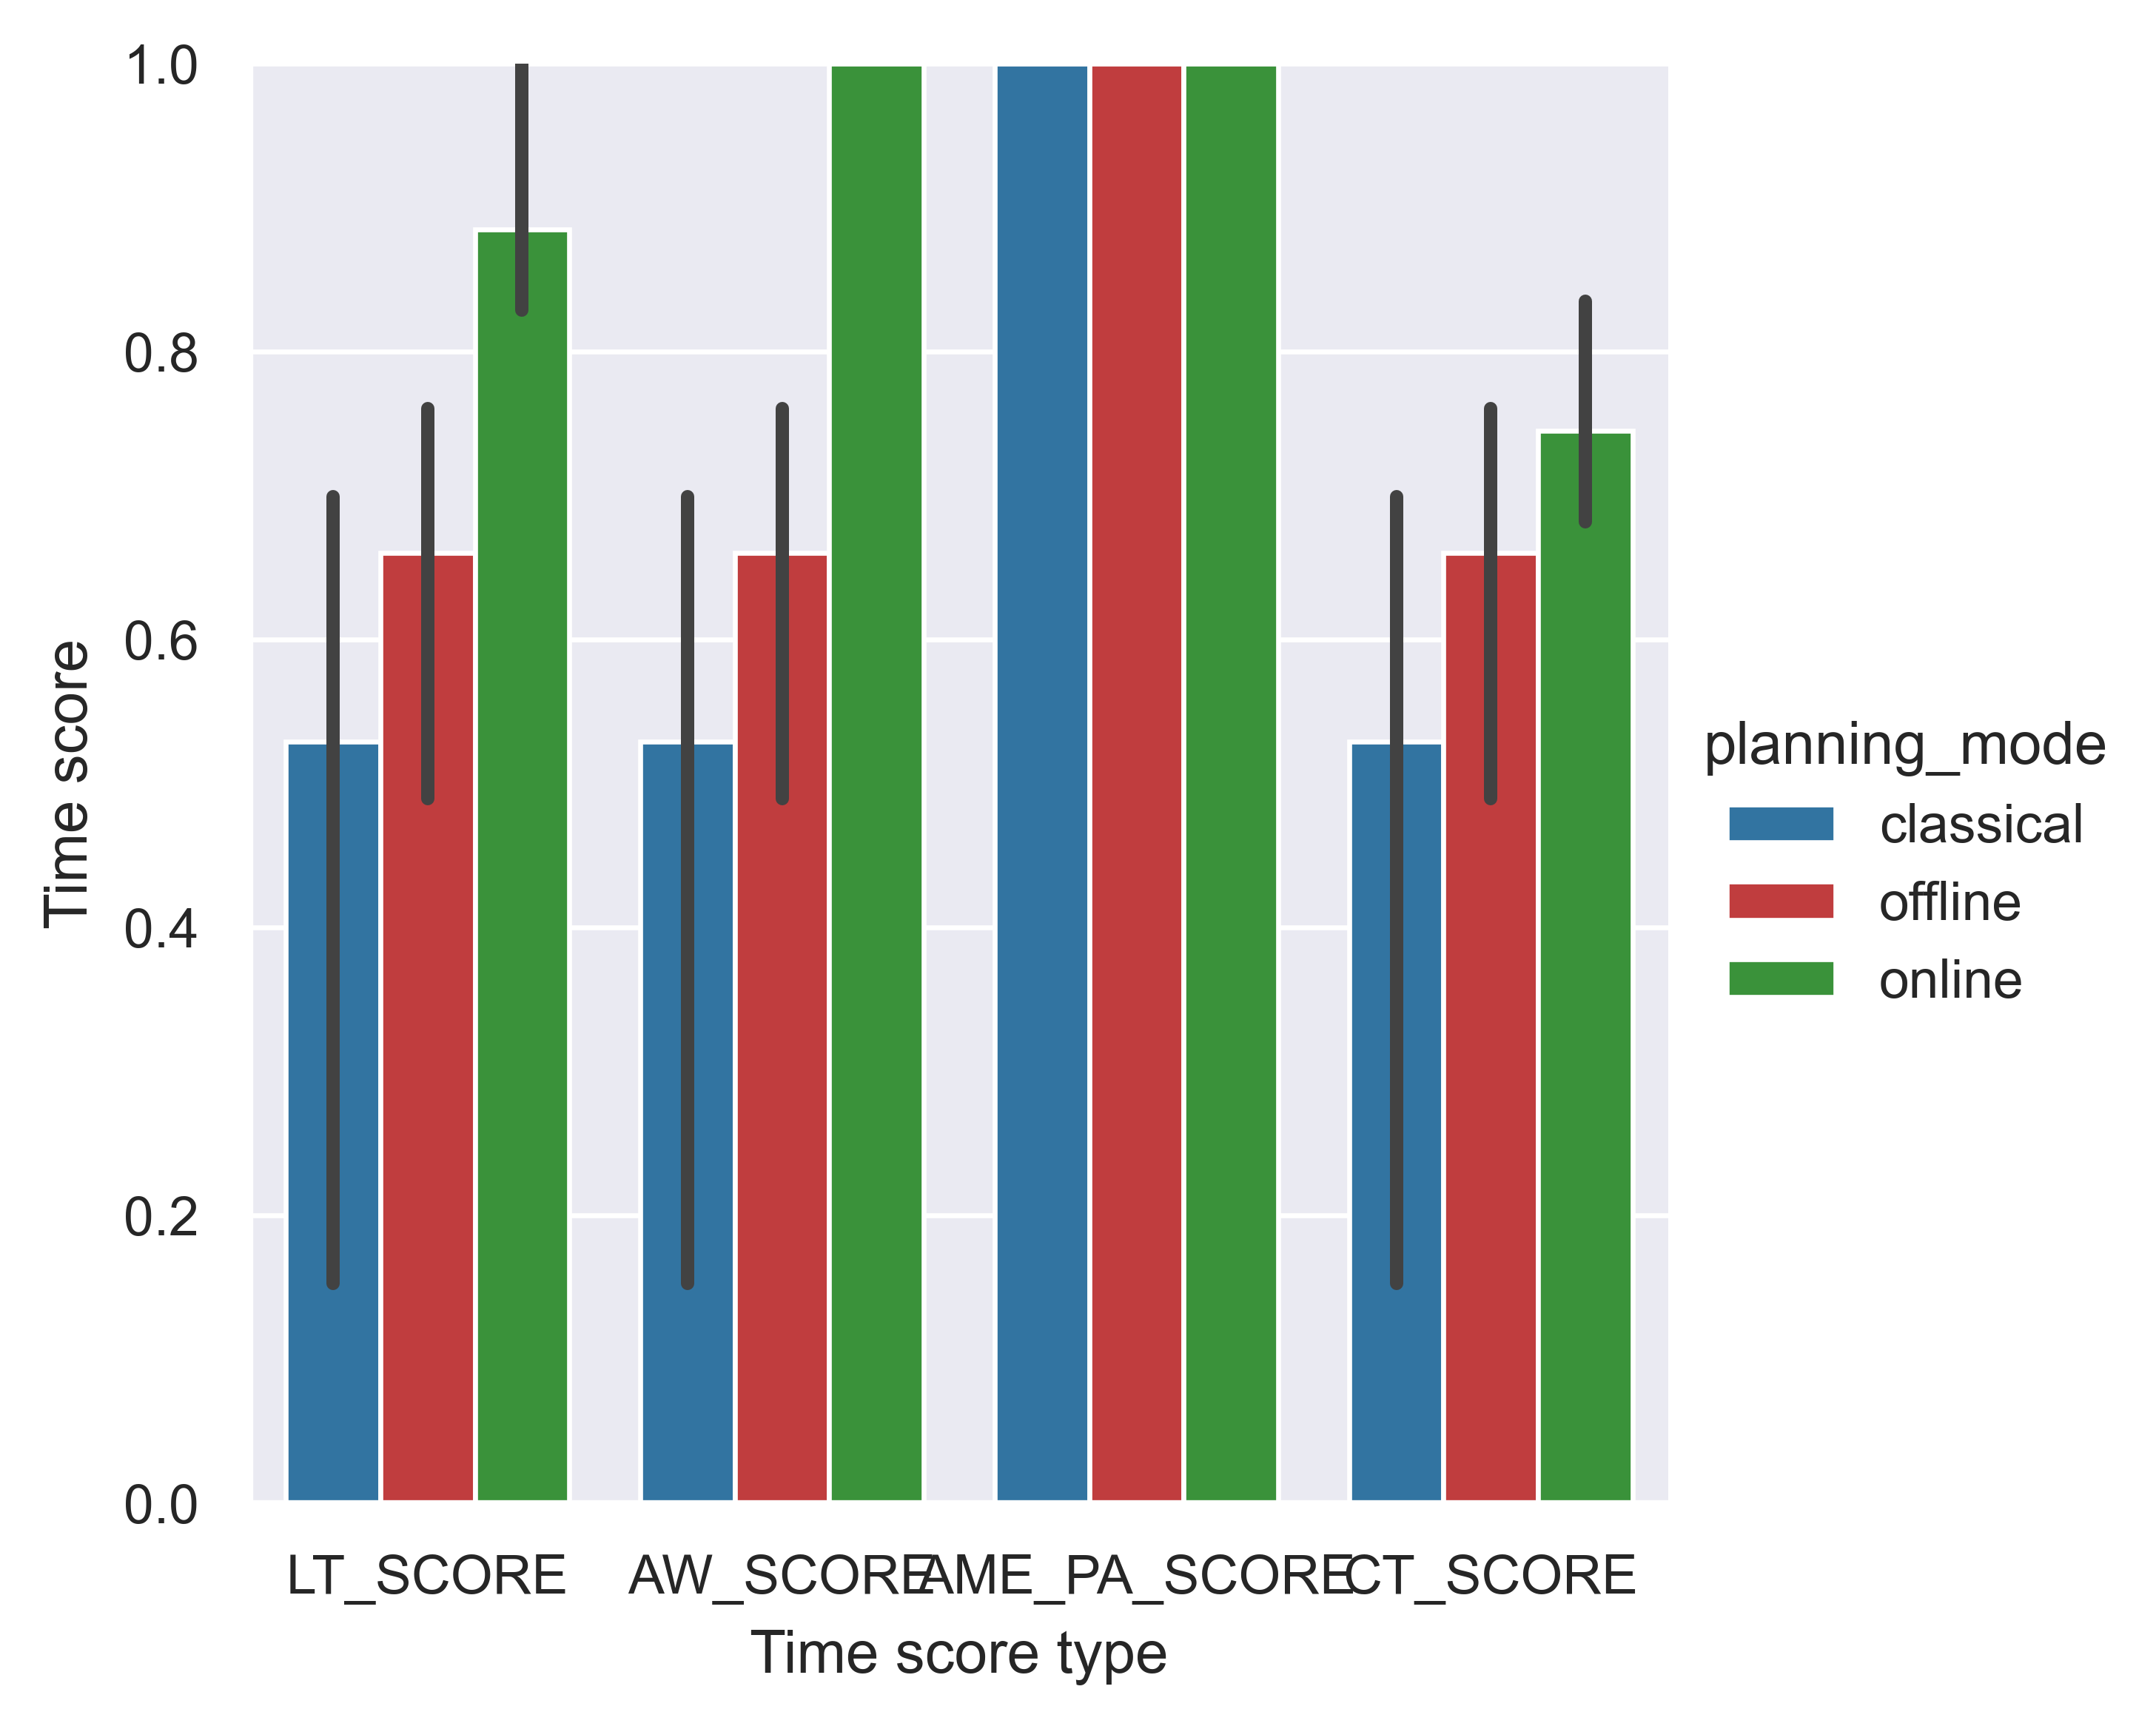 1.0
0.8
0.6
0.4
0.2
0.0
Time score
LT_SCORE
AW_SCORE
AME_PA_SCORE
CT_SCORE
Time score type
planning_mode
classical
offline
online